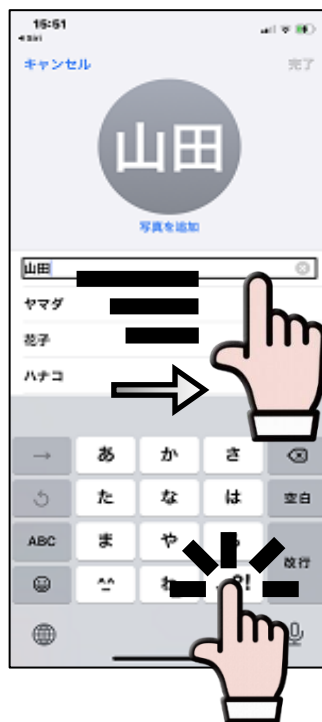 15:51
◀Siri
キャンセル 完了
山田
写真を追加
山田
ヤマダ
花子
ハナコ
→ あ か さ
た な は 空白
ABC ま や 改行
^^